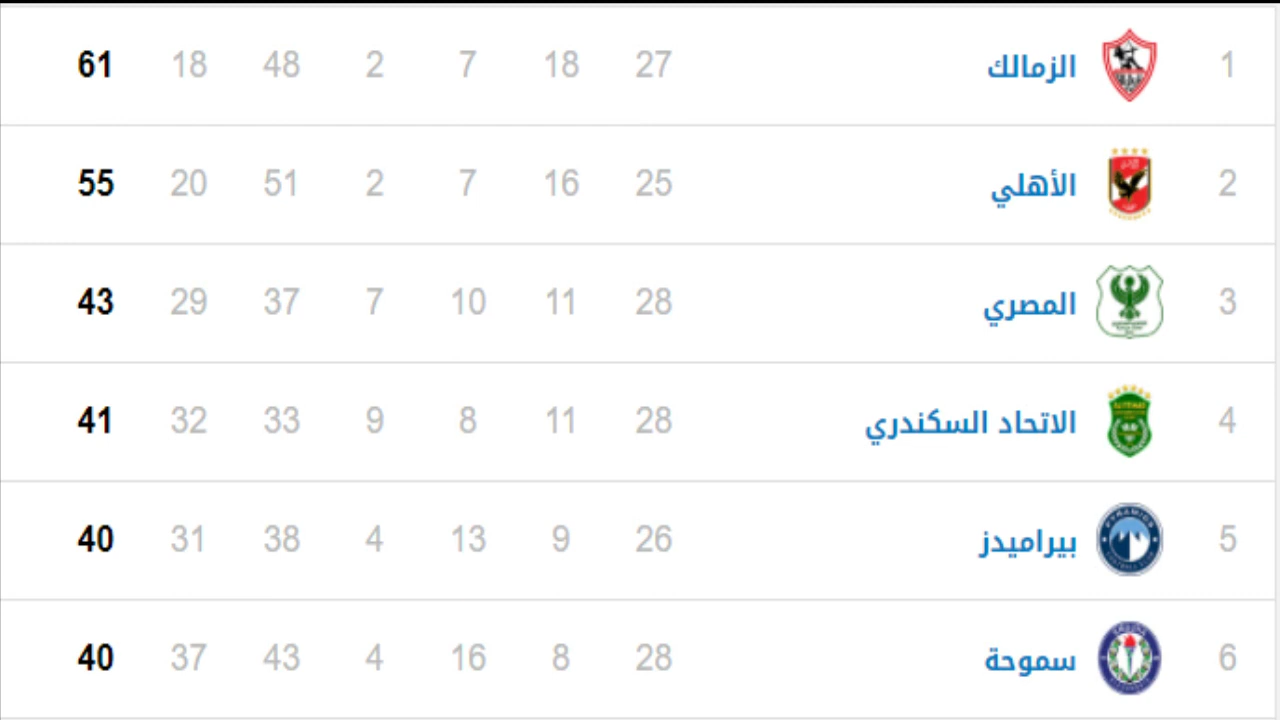 1 الزمالك 27 18 7 2 48 18 61
2 الأهلي 25 16 7 2 51 20 55
3 المصري 28 11 10 7 37 29 43
4 الاتحاد السكندري 28 11 8 9 33 32 41
5 بيراميدز 26 9 13 4 38 31 40
6 سموحة 28 8 16 4 43 37 40